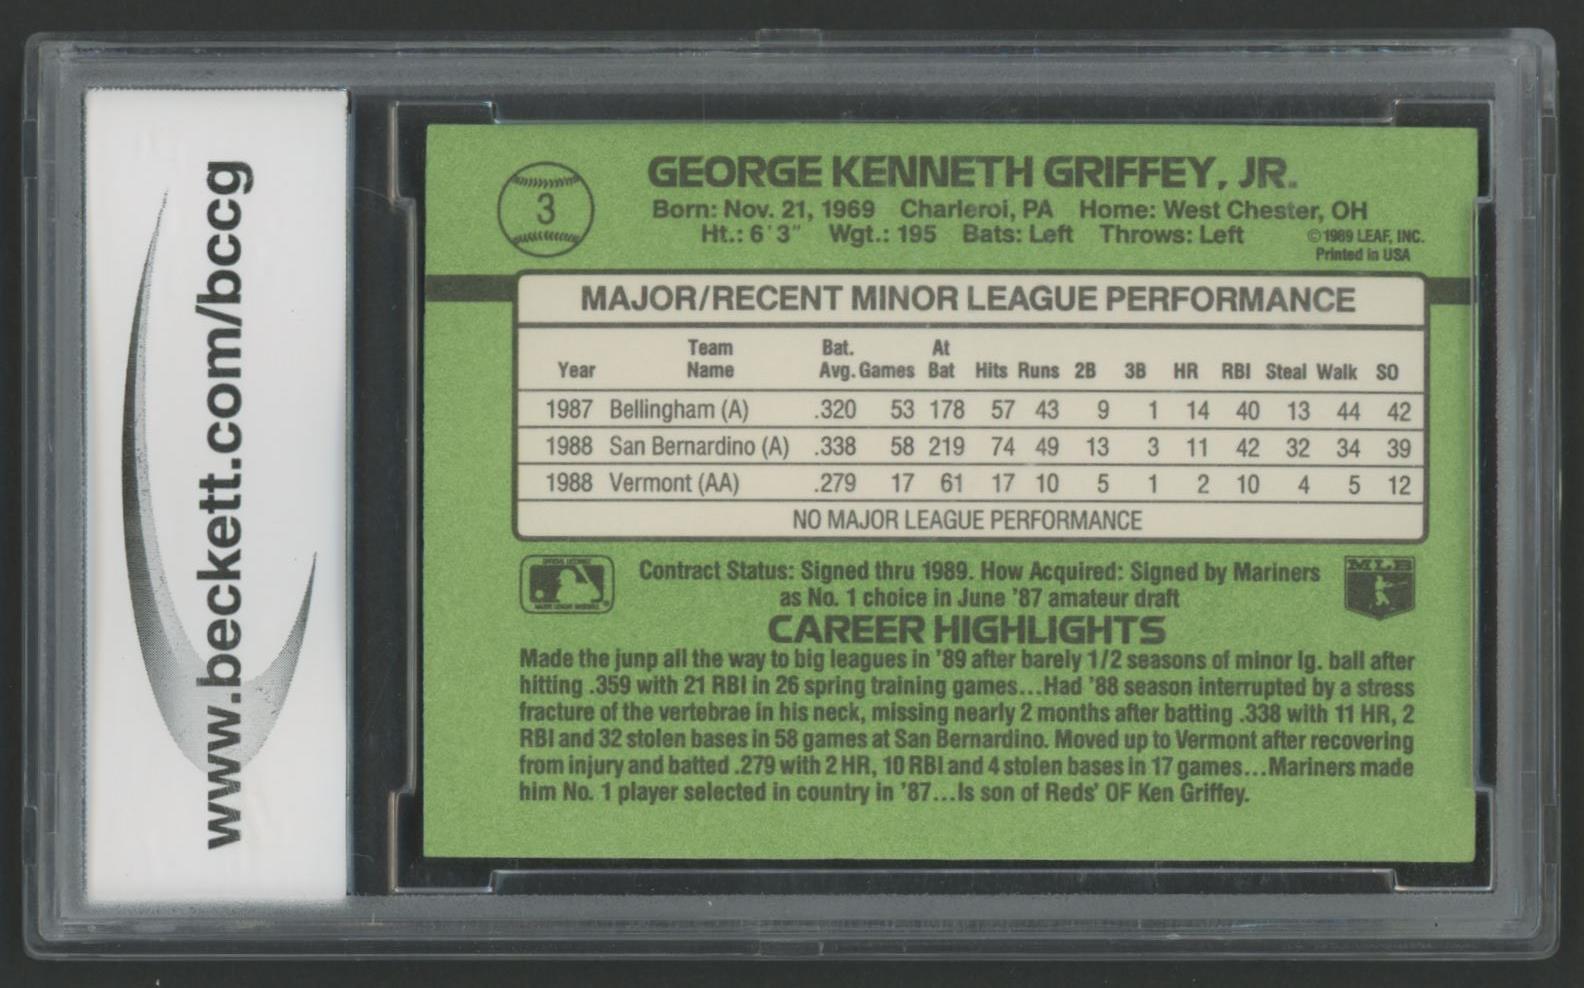 www.beckett.com/bccg
3
GEORGE KENNETH GRIFFEY, JR.
Born: Nov. 21, 1969 Charleroi, PA Home: West Chester, OH
Ht.: 6'3" Wgt.: 195 Bats: Left Throws: Left
©1989 LEAF, INC.
Printed in USA
MAJOR/RECENT MINOR LEAGUE PERFORMANCE
Year Team Name Bat. Avg. Games At Bat Hits Runs 2B 3B HR RBI Steal Walk SO
1987 Bellingham (A) .320 53 178 57 43 9 1 14 40 13 44 42
1988 San Bernardino (A) .338 58 219 74 49 13 3 11 42 32 34 39
1988 Vermont (AA) .279 17 61 17 10 5 1 2 10 4 5 12
NO MAJOR LEAGUE PERFORMANCE
MLB
Contract Status: Signed thru 1989. How Acquired: Signed by Mariners
as No. 1 choice in June '87 amateur draft
CAREER HIGHLIGHTS
Made the junp all the way to big leagues in '89 after barely 1/2 seasons of minor lg. ball after
hitting .359 with 21 RBI in 26 spring training games...Had '88 season interrupted by a stress
fracture of the vertebrae in his neck, missing nearly 2 months after batting .338 with 11 HR, 2
RBI and 32 stolen bases in 58 games at San Bernardino. Moved up to Vermont after recovering
from injury and batted .279 with 2 HR, 10 RBI and 4 stolen bases in 17 games...Mariners made
him No. 1 player selected in country in '87...Is son of Reds' OF Ken Griffey.